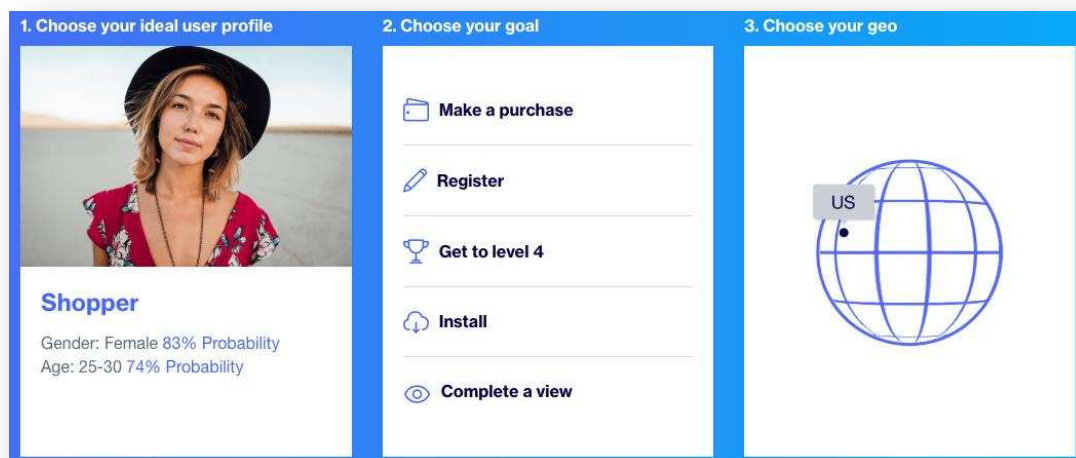 1. Choose your ideal user profile
Shopper
Gender: Female 83% Probability
Age: 25-30 74% Probability
2. Choose your goal
Make a purchase
Register
Get to level 4
Install
Complete a view
3. Choose your geo
US